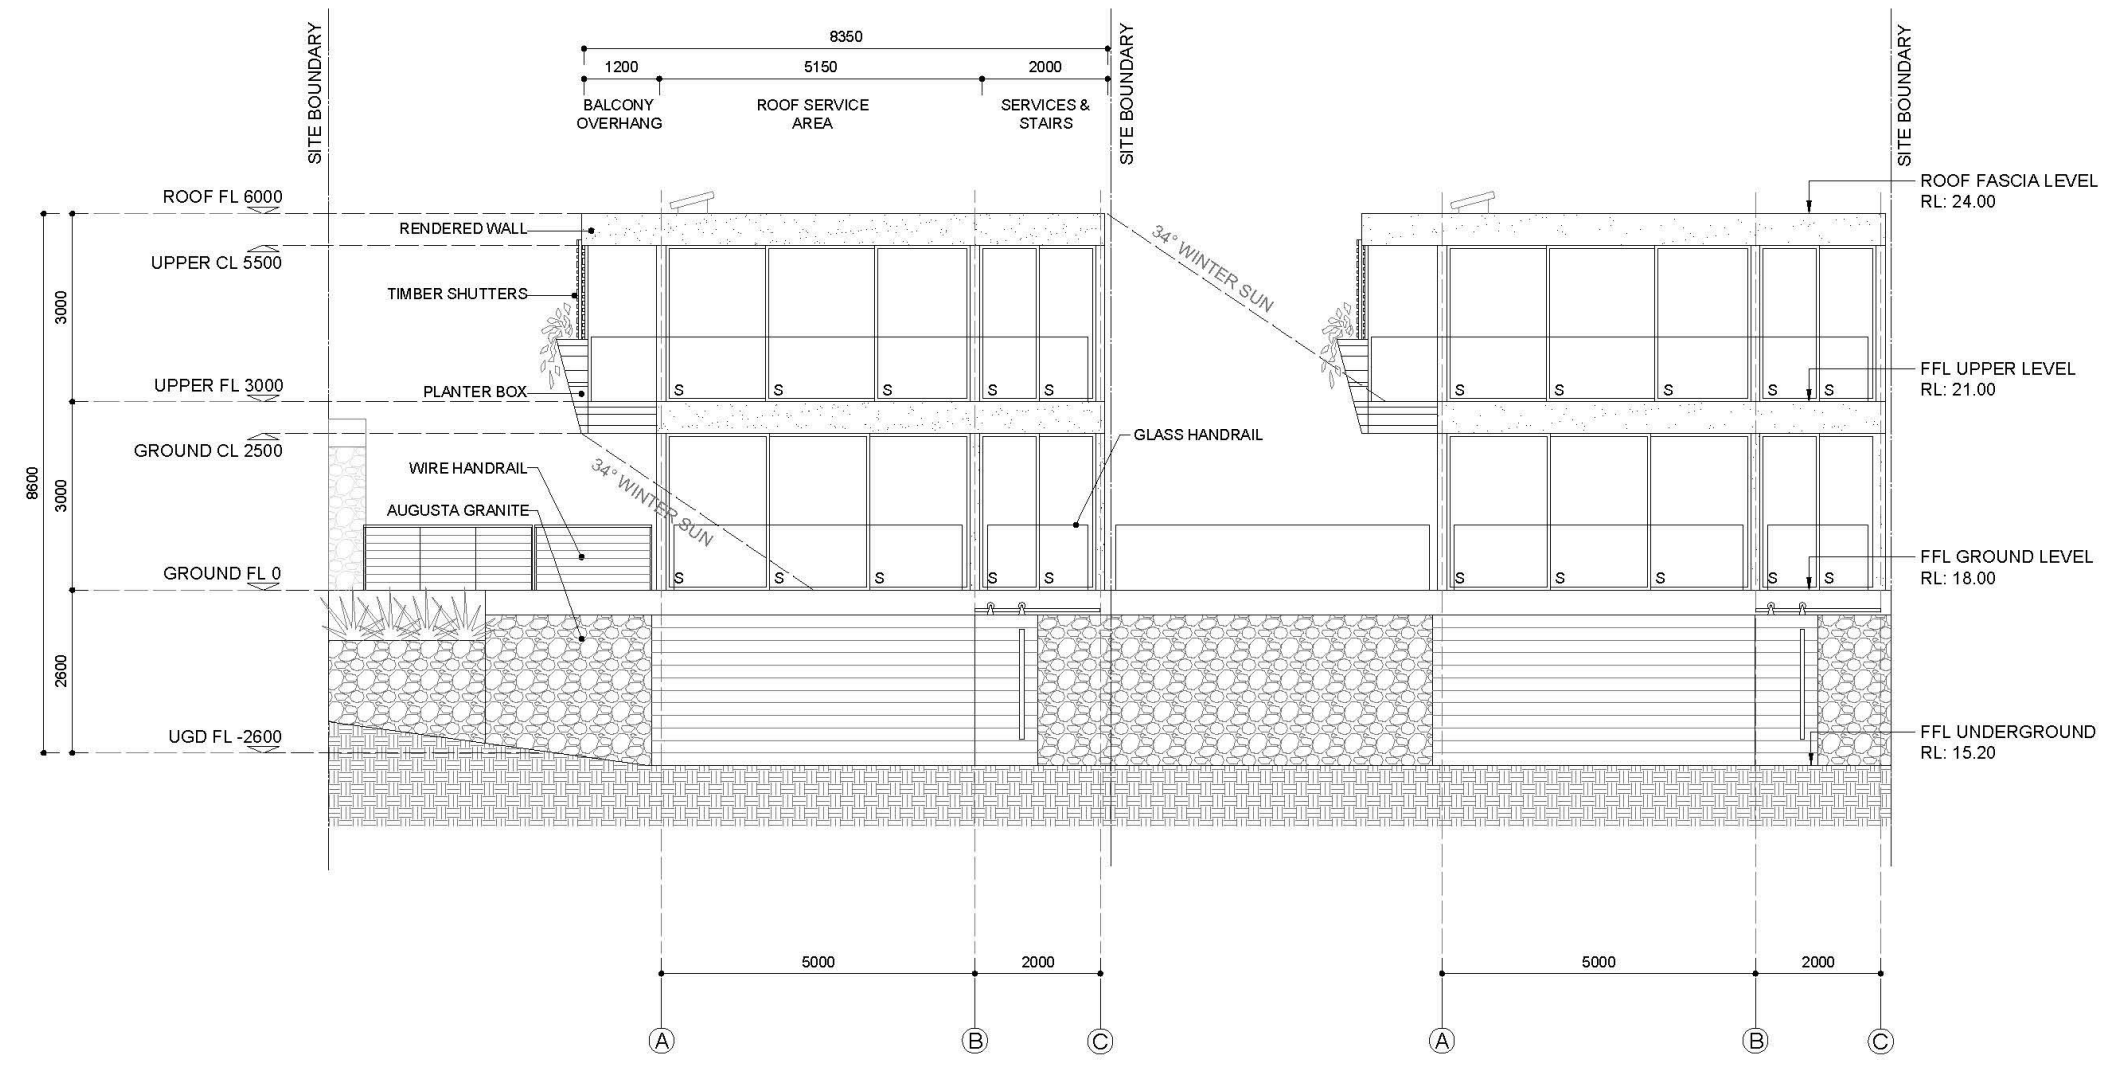 SITE BOUNDARY
SITE BOUNDARY
SITE BOUNDARY
8350
1200
5150
2000
BALCONY
OVERHANG
ROOF SERVICE
AREA
SERVICES &
STAIRS
ROOF FL 6000
UPPER CL 5500
UPPER FL 3000
GROUND CL 2500
GROUND FL 0
UGD FL -2600
3000
3000
2600
8600
RENDERED WALL
TIMBER SHUTTERS
PLANTER BOX
WIRE HANDRAIL
AUGUSTA GRANITE
34° WINTER SUN
34° WINTER SUN
GLASS HANDRAIL
S S S S S
S S S S S
S S S S S
S S S S S
ROOF FASCIA LEVEL
RL: 24.00
FFL UPPER LEVEL
RL: 21.00
FFL GROUND LEVEL
RL: 18.00
FFL UNDERGROUND
RL: 15.20
5000
2000
5000
2000
A
B
C
A
B
C